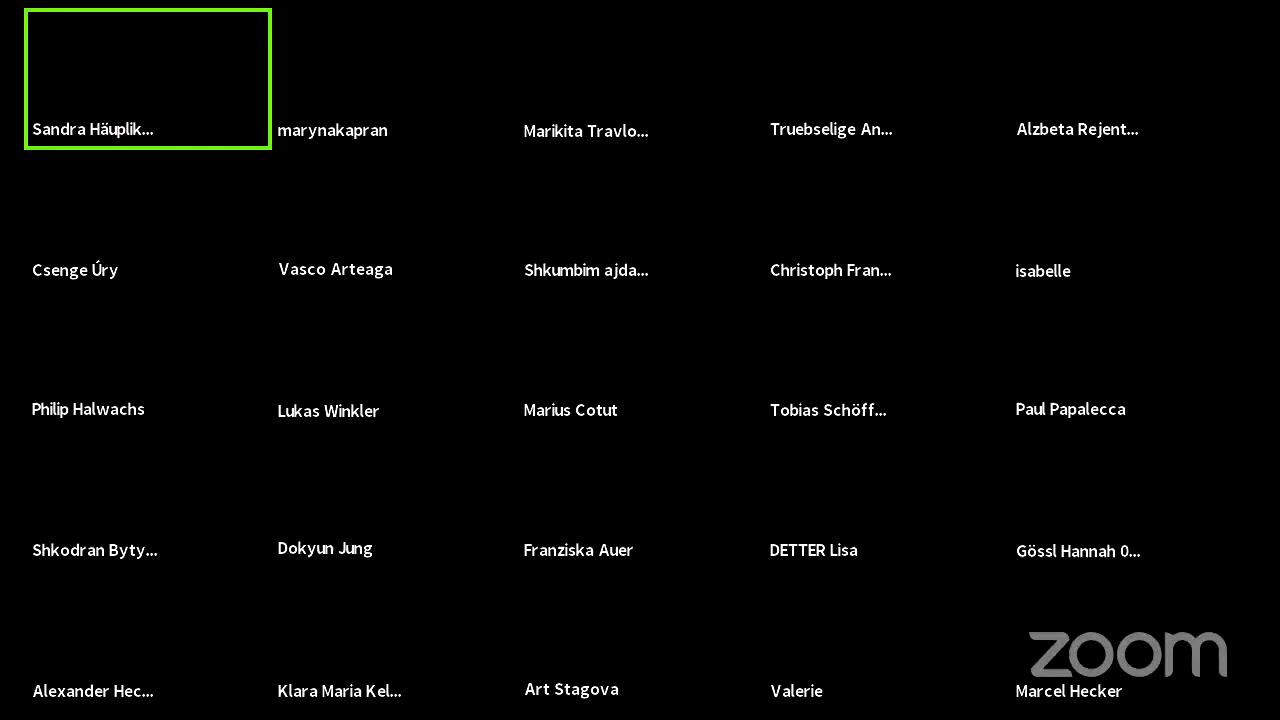 Sandra Häuplik...
marynakapran
Marikita Travlo...
Truebselige An...
Alzbeta Rejent...
Csenge Úry
Vasco Arteaga
Shkumbim ajda...
Christoph Fran...
isabelle
Philip Halwachs
Lukas Winkler
Marius Cotut
Tobias Schöff...
Paul Papalecca
Shkodran Byty...
Dokyun Jung
Franziska Auer
DETTER Lisa
Gössl Hannah 0...
zoom
Alexander Hec...
Klara Maria Kel...
Art Stagova
Valerie
Marcel Hecker